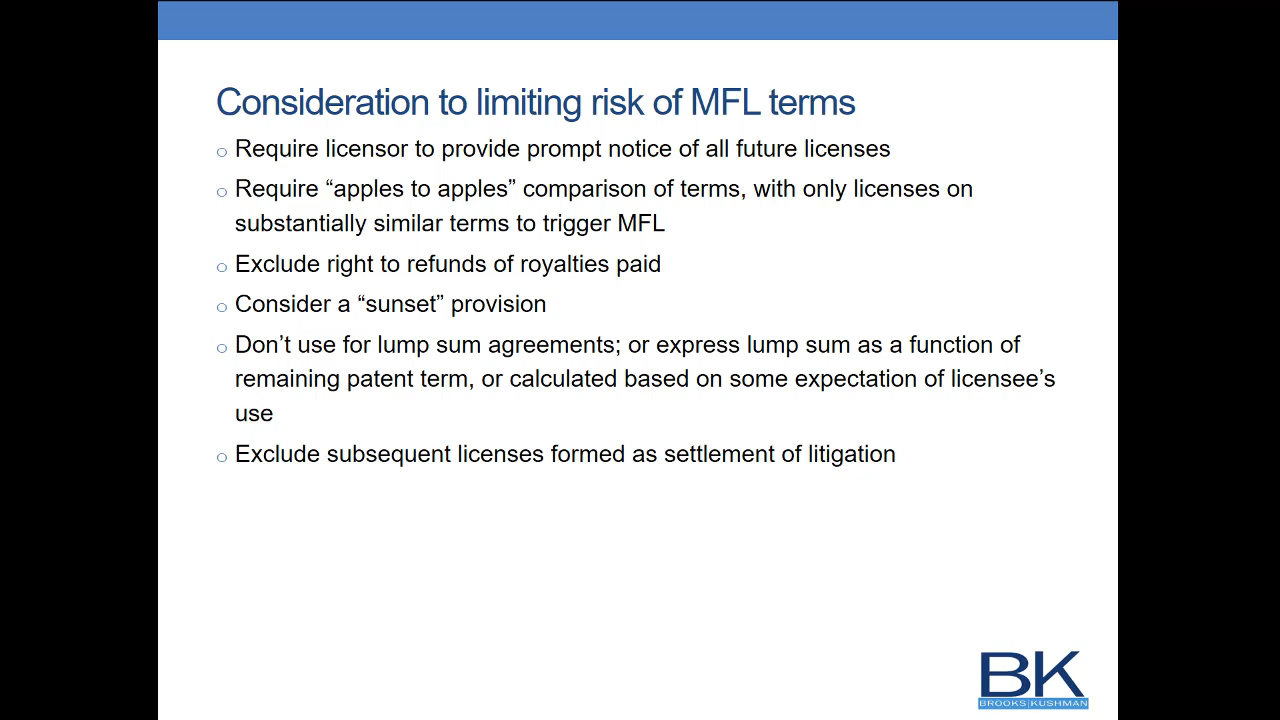 Consideration to limiting risk of MFL terms
Require licensor to provide prompt notice of all future licenses
Require “apples to apples” comparison of terms, with only licenses on
substantially similar terms to trigger MFL
Exclude right to refunds of royalties paid
Consider a “sunset” provision
Don’t use for lump sum agreements; or express lump sum as a function of
remaining patent term, or calculated based on some expectation of licensee’s
use
Exclude subsequent licenses formed as settlement of litigation
BK
BROOKS|KUSHMAN